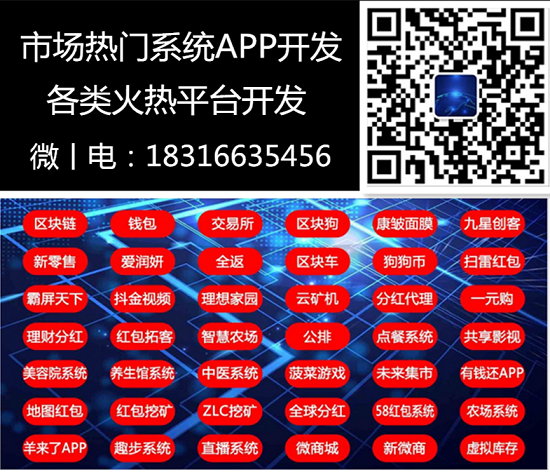 市场热门系统APP开发
各类火热平台开发
微丨电：18316635456
区块链 钱包 交易所 区块狗 康皱面膜 九星创客
新零售 爱润妍 全返 区块车 狗狗币 扫雷红包
霸屏天下 抖金视频 理想家园 云矿机 分红代理 一元购
理财分红 红包拓客 智慧农场 公排 点餐系统 共享影视
美容院系统 养生馆系统 中医系统 菠菜游戏 未来集市 有钱还APP
地图红包 红包挖矿 ZLC挖矿 全球分红 58红包系统 农场系统
羊来了APP 趣步系统 直播系统 微商城 新微商 虚拟库存